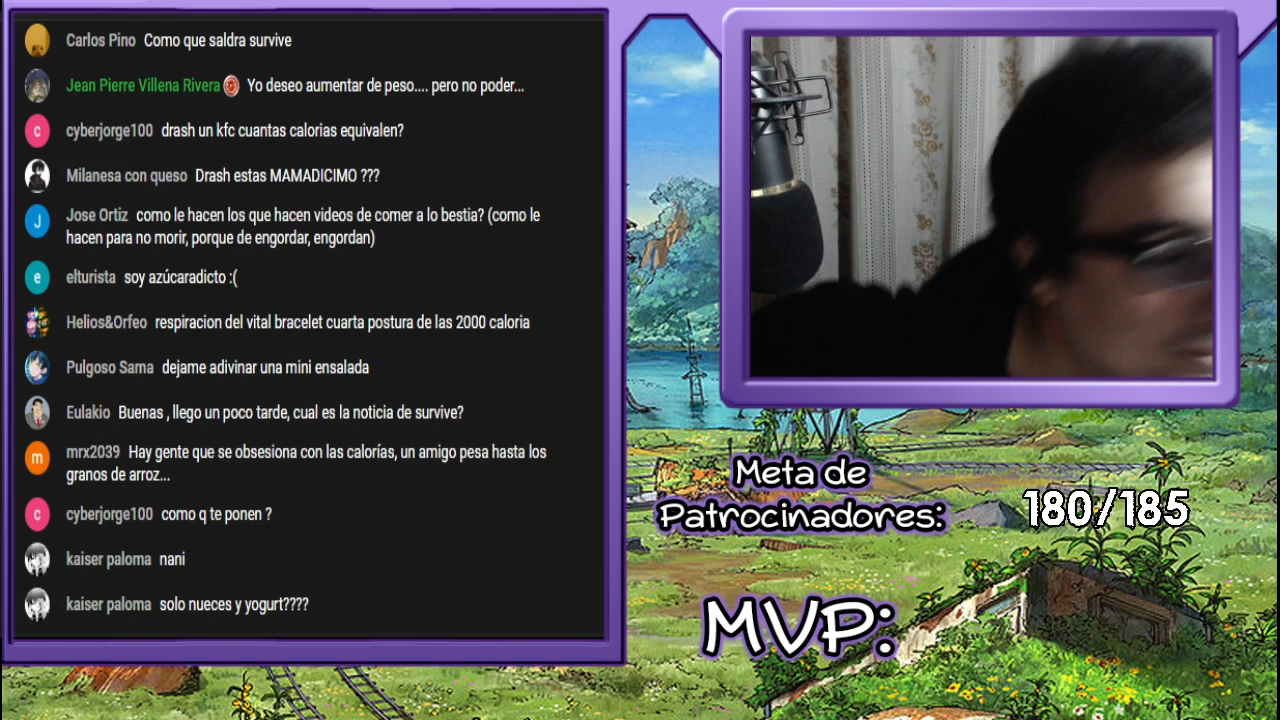 Carlos Pino Como que saldra survive
Jean Pierre Villena Rivera Yo deseo aumentar de peso.... pero no poder...
c cyberjorge100 drash un kfc cuantas calorias equivalen?
Milanesa con queso Drash estas MAMADICIMO ???
J Jose Ortiz como le hacen los que hacen videos de comer a lo bestia? (como le
hacen para no morir, porque de engordar, engordan)
e elturista soy azúcaradicto :(
Helios&Orfeo respiracion del vital bracelet cuarta postura de las 2000 caloria
Pulgoso Sama dejame adivinar una mini ensalada
Eulakio Buenas , llego un poco tarde, cual es la noticia de survive?
m mrx2039 Hay gente que se obsesiona con las calorías, un amigo pesa hasta los
granos de arroz...
c cyberjorge100 como q te ponen ?
kaiser paloma nani
kaiser paloma solo nueces y yogurt????
Meta de
Patrocinadores:
180/185
MVP: